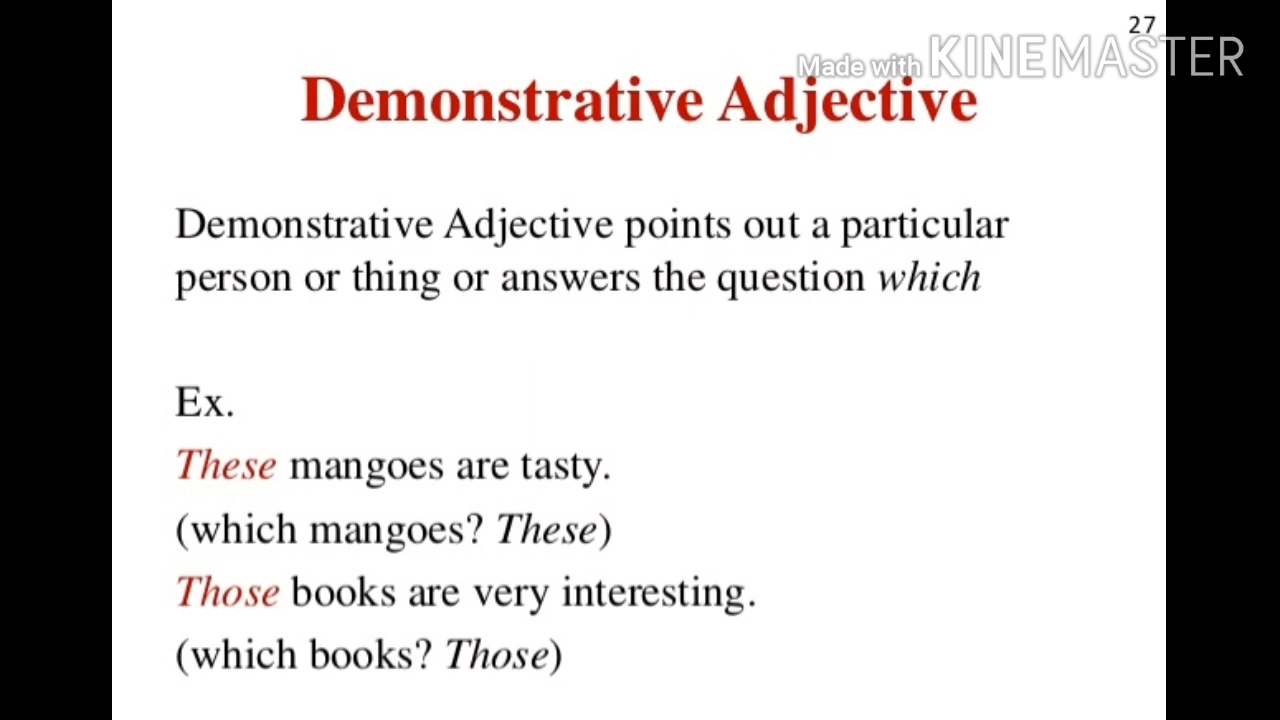 27
Made with KINEMASTER
Demonstrative Adjective
Demonstrative Adjective points out a particular
person or thing or answers the question which
Ex.
These mangoes are tasty.
(which mangoes? These)
Those books are very interesting.
(which books? Those)